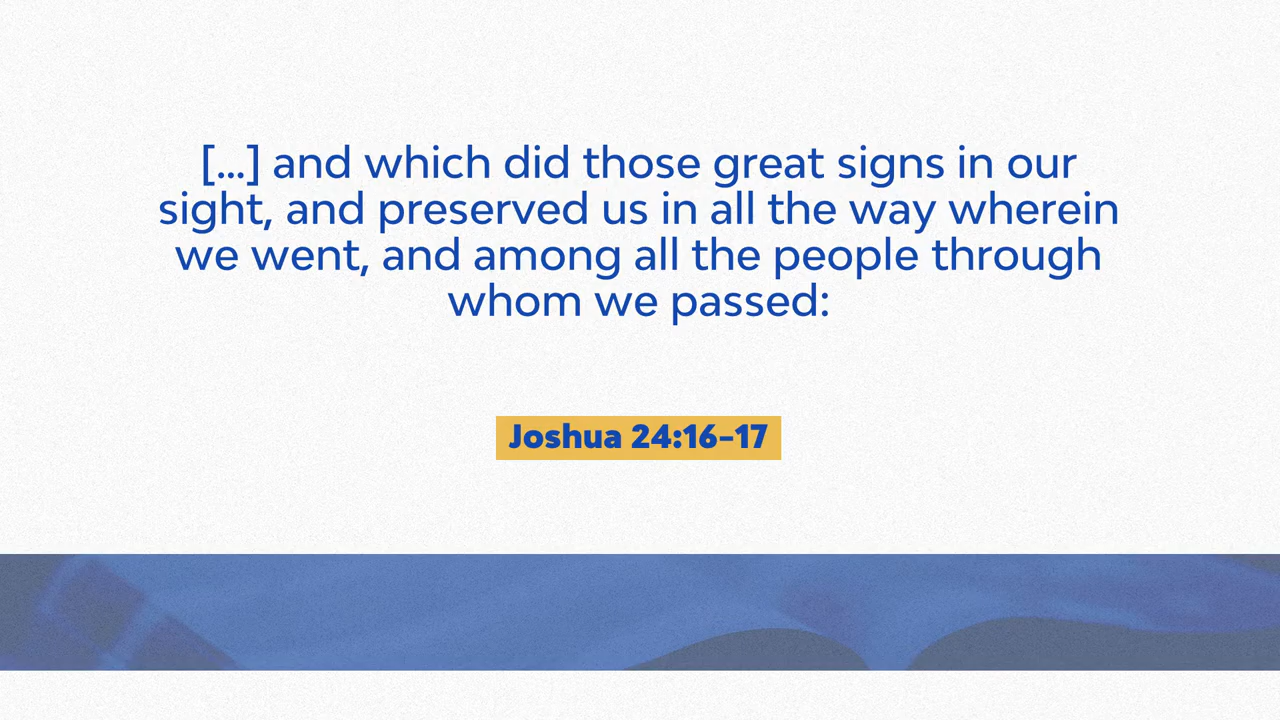 [...] and which did those great signs in our
sight, and preserved us in all the way wherein
we went, and among all the people through
whom we passed:
Joshua 24:16-17